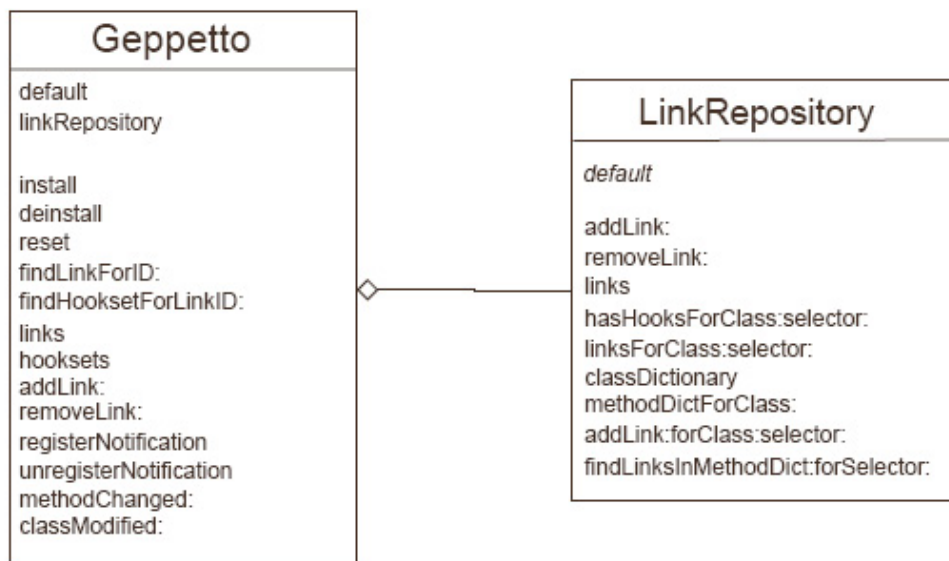 Geppetto
default
linkRepository
install
deinstall
reset
findLinkForID:
findHooksetForLinkID:
links
hooksets
addLink:
removeLink:
registerNotification
unregisterNotification
methodChanged:
classModified:
LinkRepository
default
addLink:
removeLink:
links
hasHooksForClass:selector:
linksForClass:selector:
classDictionary
methodDictForClass:
addLink:forClass:selector:
findLinksInMethodDict:forSelector: